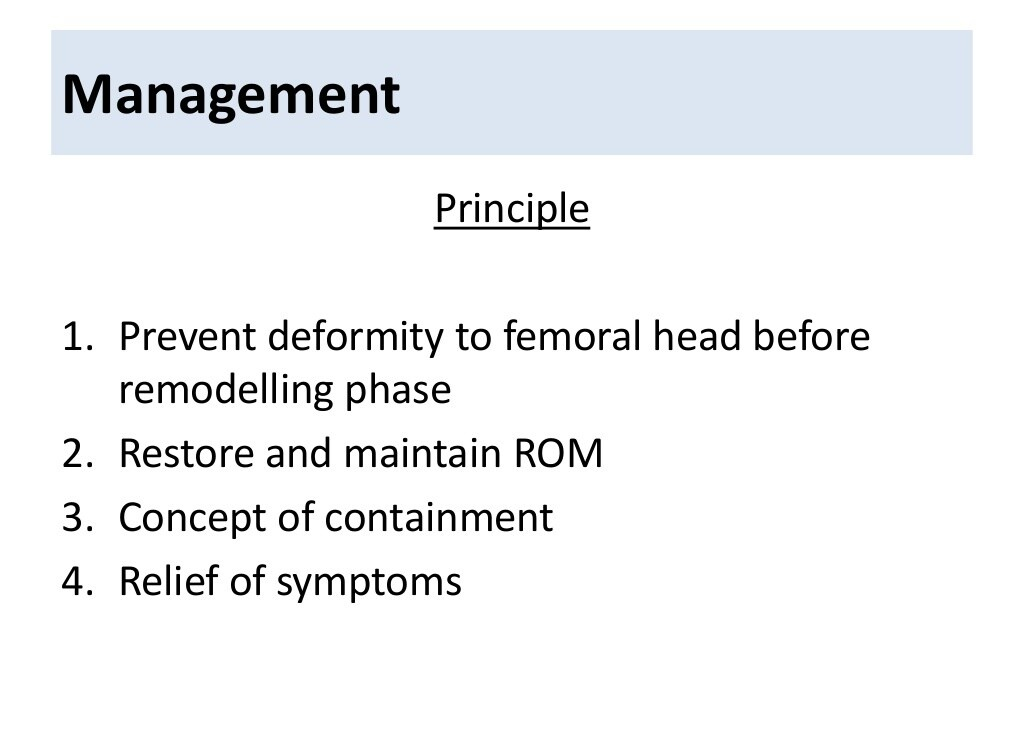 Management
Principle
1. Prevent deformity to femoral head before
remodelling phase
2. Restore and maintain ROM
3. Concept of containment
4. Relief of symptoms